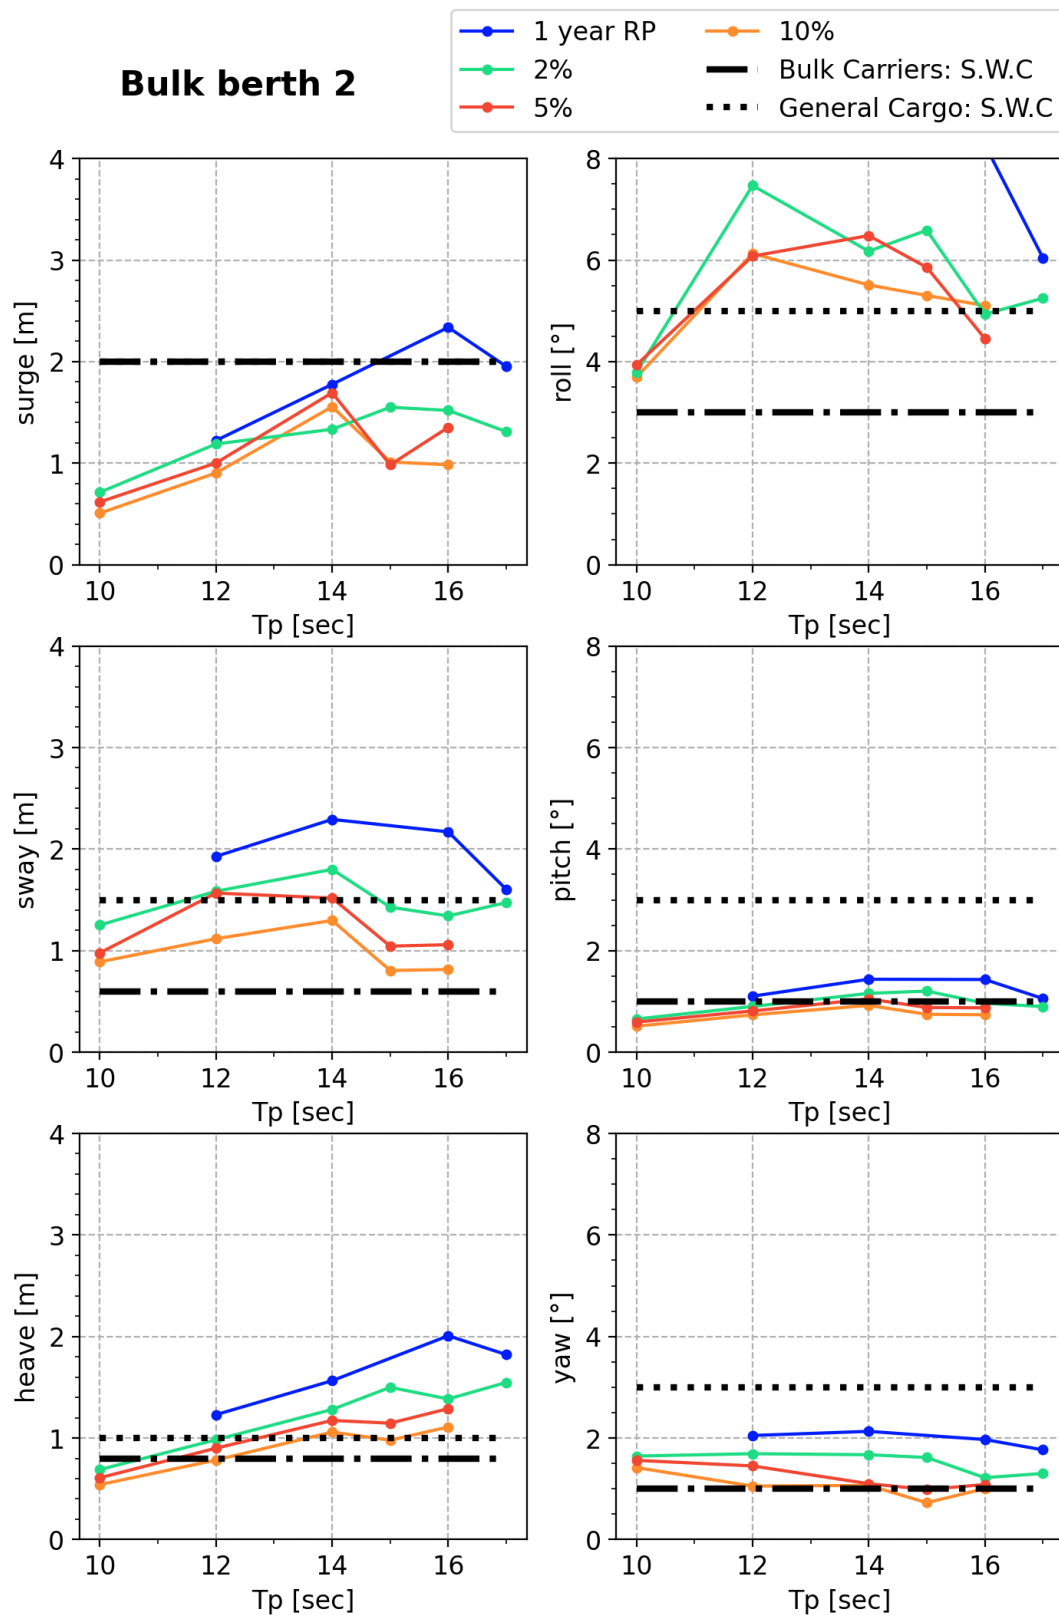 Bulk berth 2
1 year RP
2%
5%
10%
Bulk Carriers: S.W.C
General Cargo: S.W.C
4
3
2
1
0
surge [m]
10 12 14 16
Tp [sec]
8
6
4
2
0
roll [°]
10 12 14 16
Tp [sec]
4
3
2
1
0
sway [m]
10 12 14 16
Tp [sec]
8
6
4
2
0
pitch [°]
10 12 14 16
Tp [sec]
4
3
2
1
0
heave [m]
10 12 14 16
Tp [sec]
8
6
4
2
0
yaw [°]
10 12 14 16
Tp [sec]